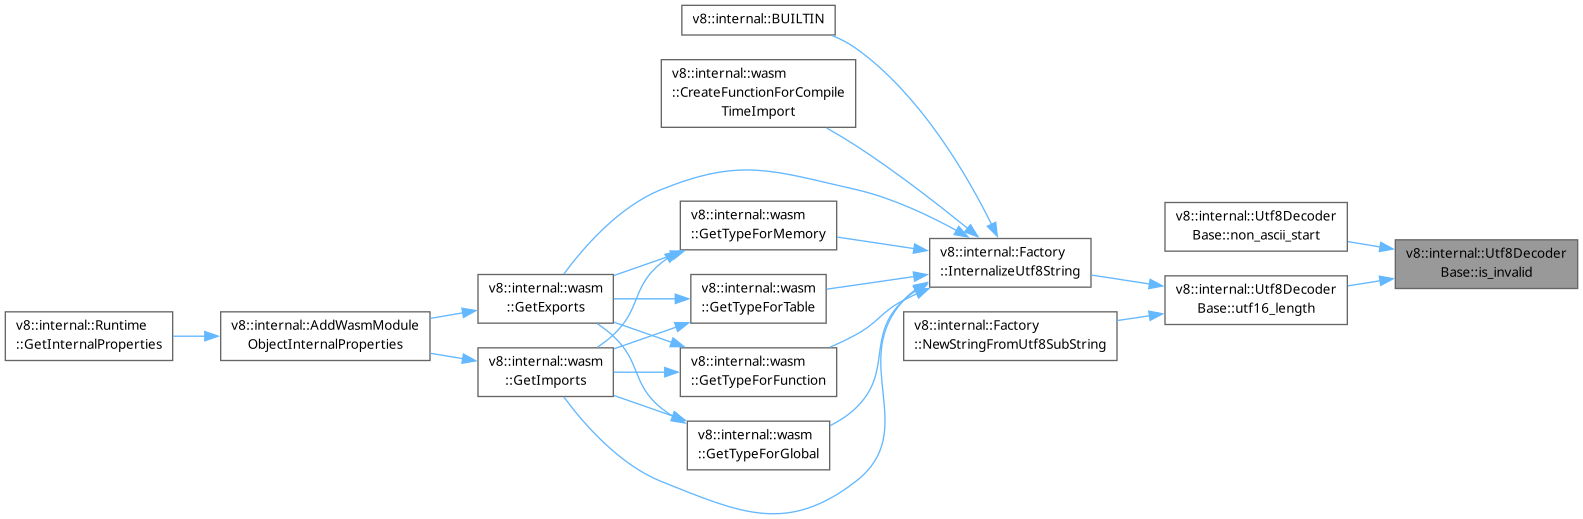 v8::internal::BUILTIN
v8::internal::wasm
::CreateFunctionForCompile
TimeImport
v8::internal::wasm
::GetTypeForMemory
v8::internal::Utf8Decoder
Base::non_ascii_start
v8::internal::Factory
::InternalizeUtf8String
v8::internal::Utf8Decoder
Base::is_invalid
v8::internal::wasm
::GetExports
v8::internal::wasm
::GetTypeForTable
v8::internal::Utf8Decoder
Base::utf16_length
v8::internal::Runtime
::GetInternalProperties
v8::internal::AddWasmModule
ObjectInternalProperties
v8::internal::Factory
::NewStringFromUtf8SubString
v8::internal::wasm
::GetImports
v8::internal::wasm
::GetTypeForFunction
v8::internal::wasm
::GetTypeForGlobal